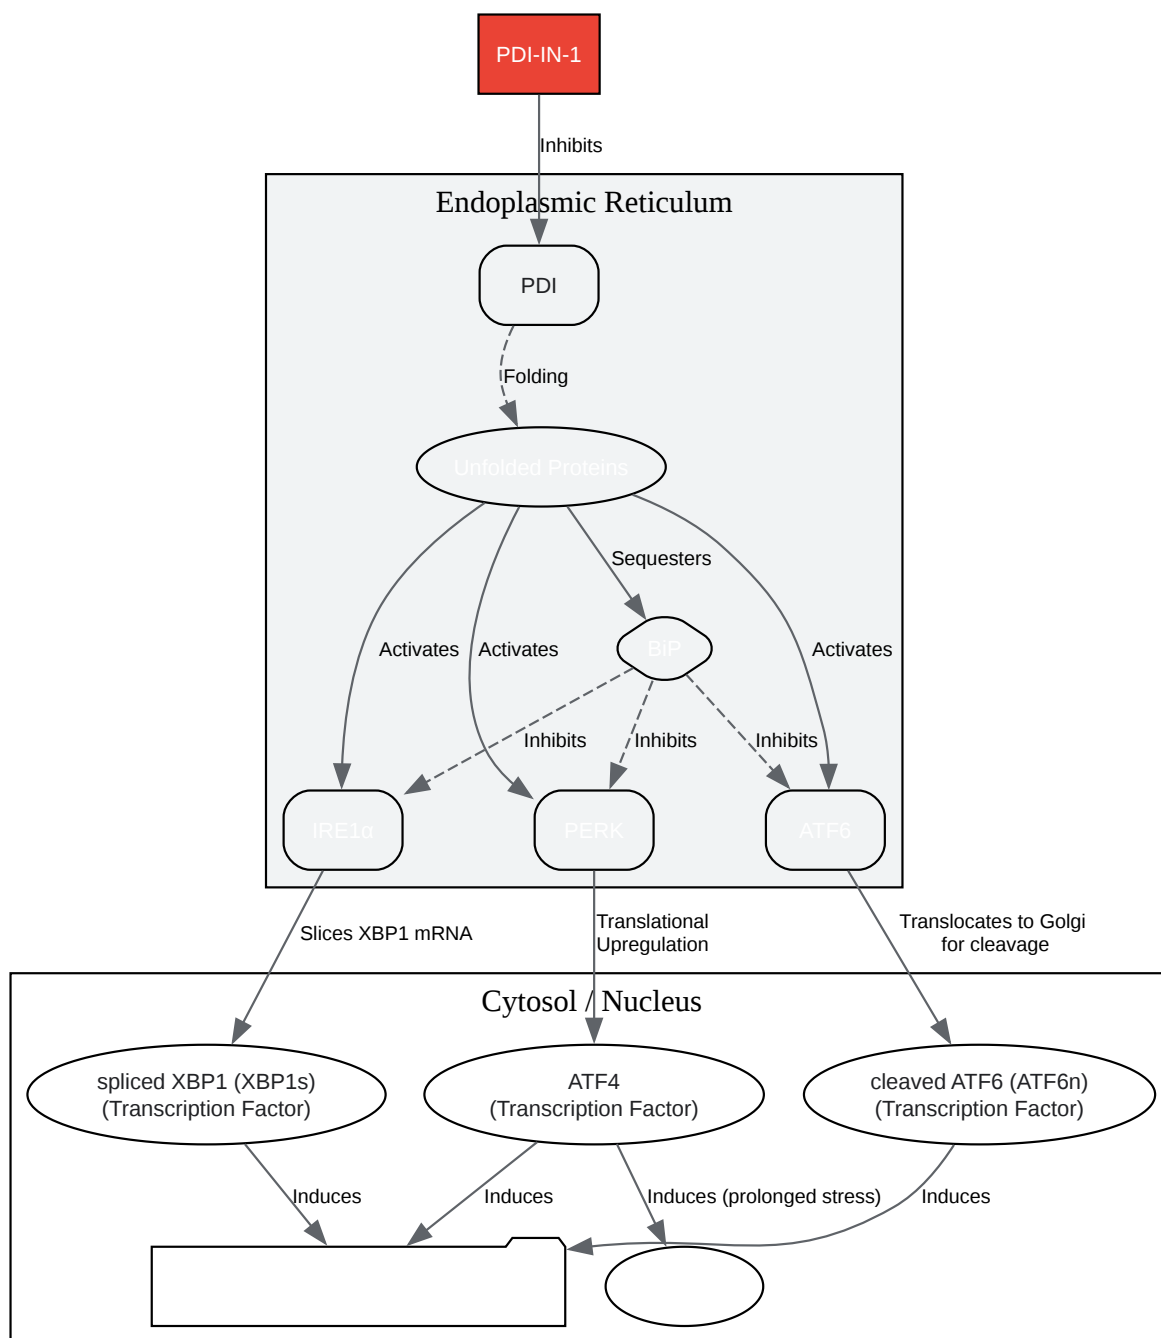 PDI-IN-1
Inhibits
Endoplasmic Reticulum
PDI
Folding
Unfolded Proteins
Sequesters
BiP
Activates
Activates
Activates
Inhibits
Inhibits
Inhibits
IRE1α
PERK
ATF6
Slices XBP1 mRNA
Translational
Upregulation
Translocates to Golgi
for cleavage
Cytosol / Nucleus
spliced XBP1 (XBP1s)
(Transcription Factor)
ATF4
(Transcription Factor)
cleaved ATF6 (ATF6n)
(Transcription Factor)
Induces
Induces
Induces (prolonged stress)
Induces